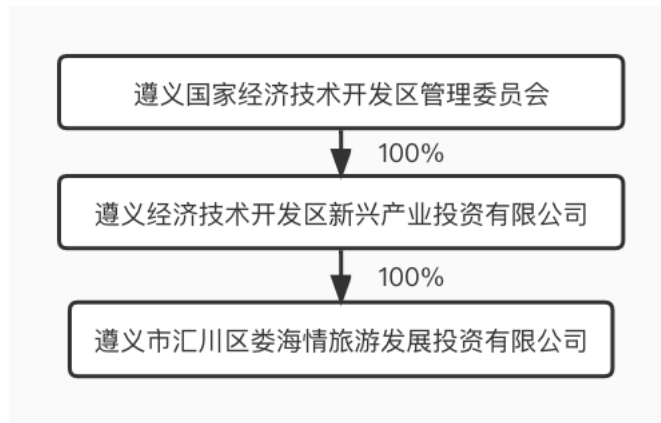 遵义国家经济技术开发区管理委员会
100%
遵义经济技术开发区新兴产业投资有限公司
100%
遵义市汇川区娄海情旅游发展投资有限公司